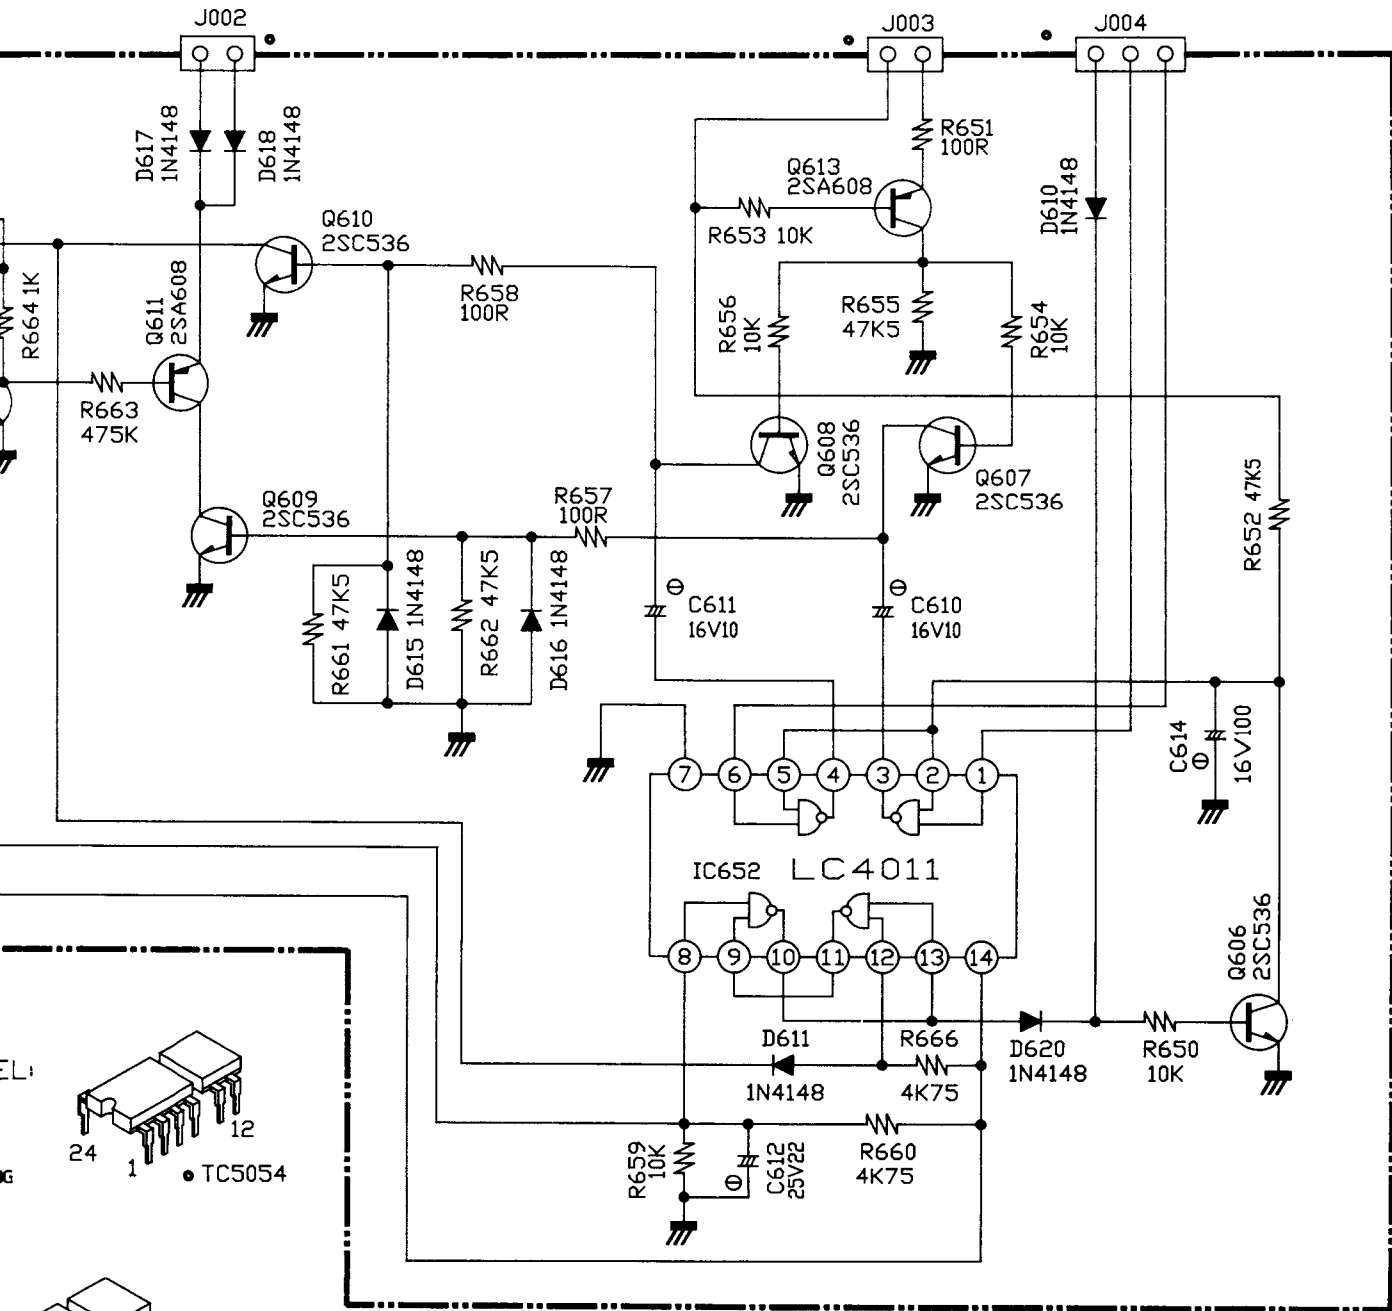 J002
J003
J004
D617
1N4148
D618
1N4148
R651
100R
Q613
2SA608
D610
1N4148
R653 10K
Q610
2SC536
R664 1K
Q611
2SA608
R658
100R
R656
10K
R655
47K5
R654
10K
R663
475K
Q608
2SC536
Q607
2SC536
R652 47K5
Q609
2SC536
R657
100R
R661 47K5
D615 1N4148
R662 47K5
D616 1N4148
⊖
C611
16V10
⊖
C610
16V10
C614
⊖
16V100
7
6
5
4
3
2
1
IC652
LC4011
8
9
10
11
12
13
14
Q606
2SC536
D611
1N4148
R666
4K75
D620
1N4148
R650
10K
R659
10K
⊖
C612
25V22
R660
4K75
EL:
24
1
12
TC5054
G